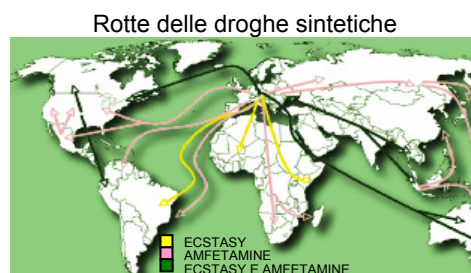 Rotte delle droghe sintetiche
ECSTASY
AMFETAMINE
ECSTASY E AMFETAMINE